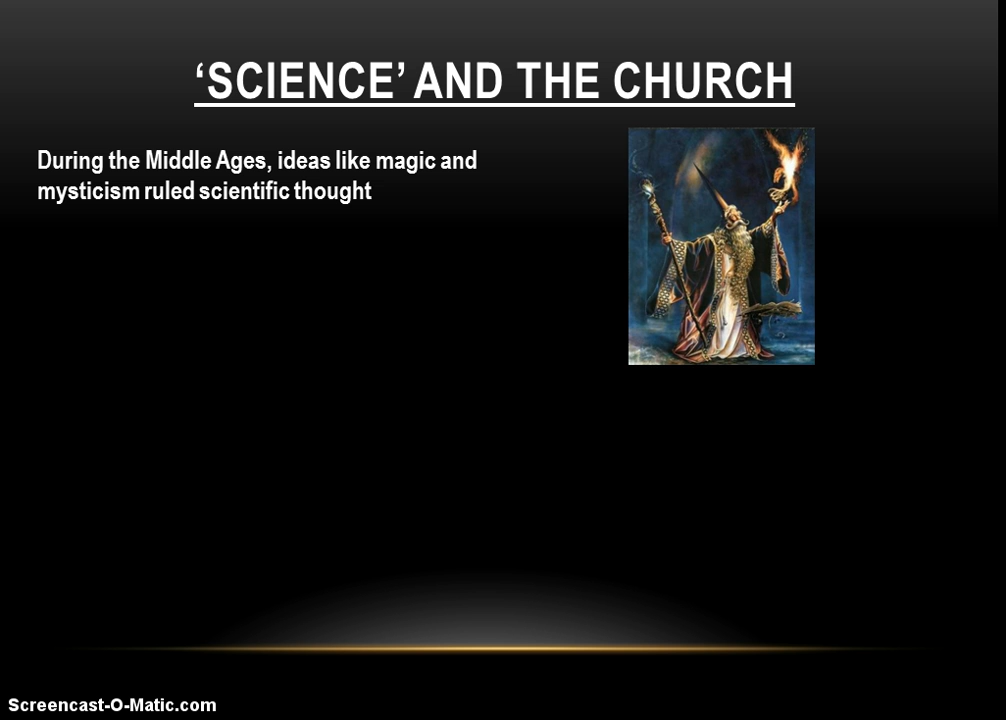 ‘SCIENCE’ AND THE CHURCH
During the Middle Ages, ideas like magic and
mysticism ruled scientific thought
Screencast-O-Matic.com